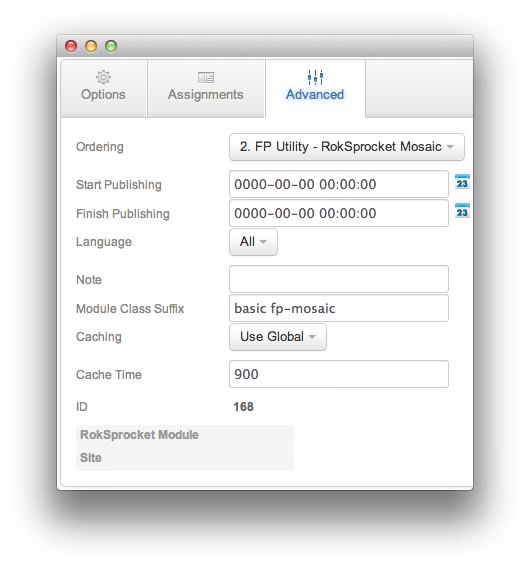 Options Assignments Advanced
Ordering 2. FP Utility - RokSprocket Mosaic
Start Publishing 0000-00-00 00:00:00 23
Finish Publishing 0000-00-00 00:00:00 23
Language All
Note
Module Class Suffix basic fp-mosaic
Caching Use Global
Cache Time 900
ID 168
RokSprocket Module
Site